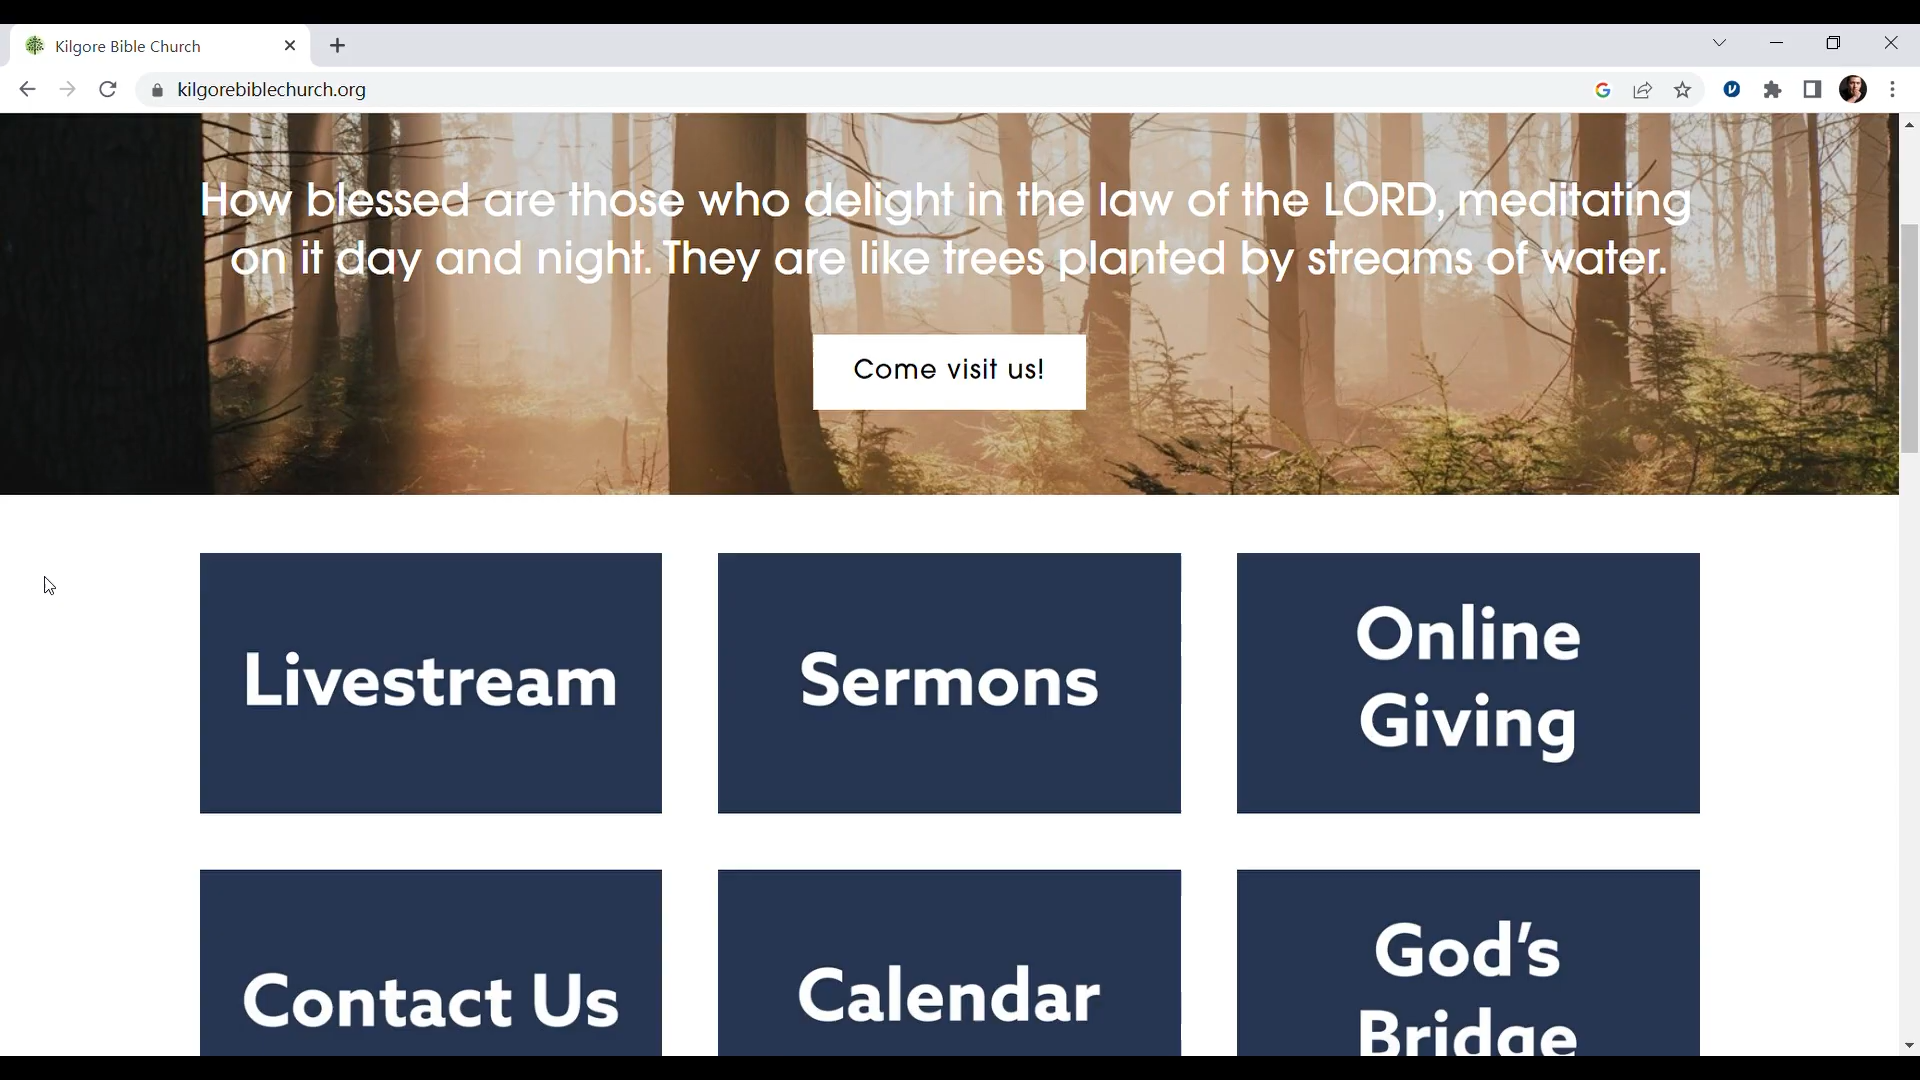 Kilgore Bible Church
kilgorebiblechurch.org
How blessed are those who delight in the law of the LORD, meditating
on it day and night. They are like trees planted by streams of water.
Come visit us!
Livestream
Sermons
Online
Giving
Contact Us
Calendar
God's
Bridge